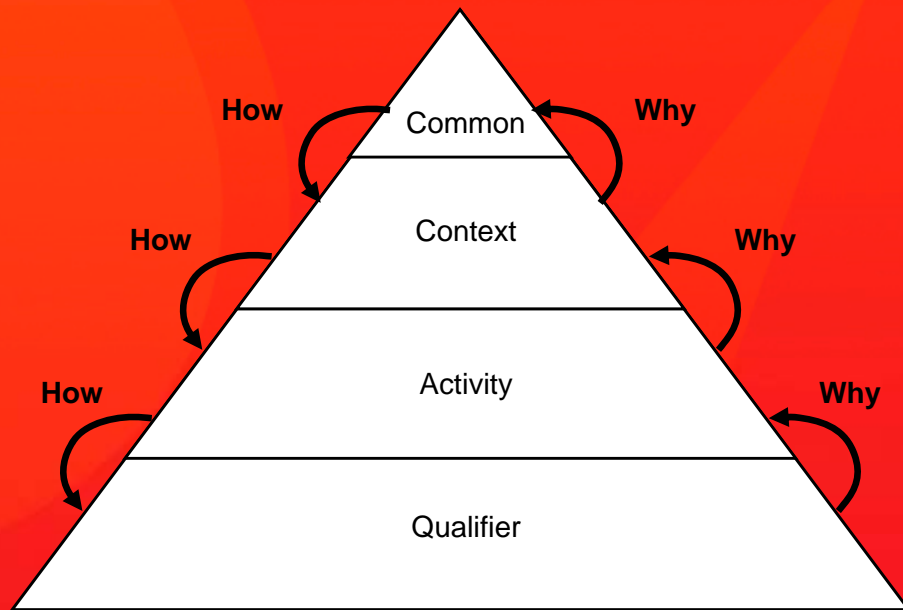 How
Why
Common
How
Context
Why
How
Activity
Why
Qualifier